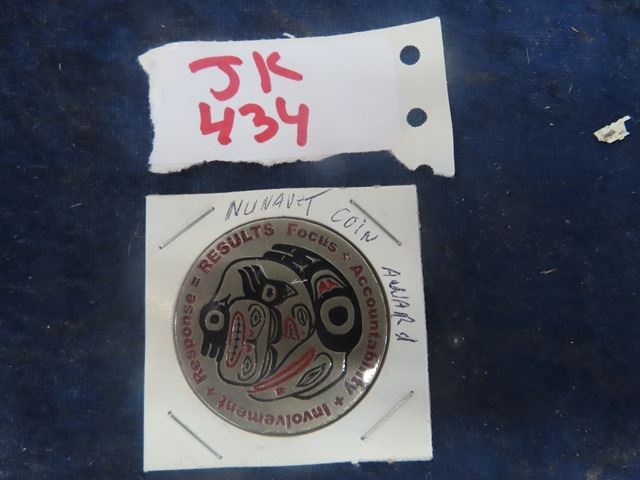 JK
434
NUNAVUT COIN AWARd
Focus + Accountability + Involvement + Response = RESULTS